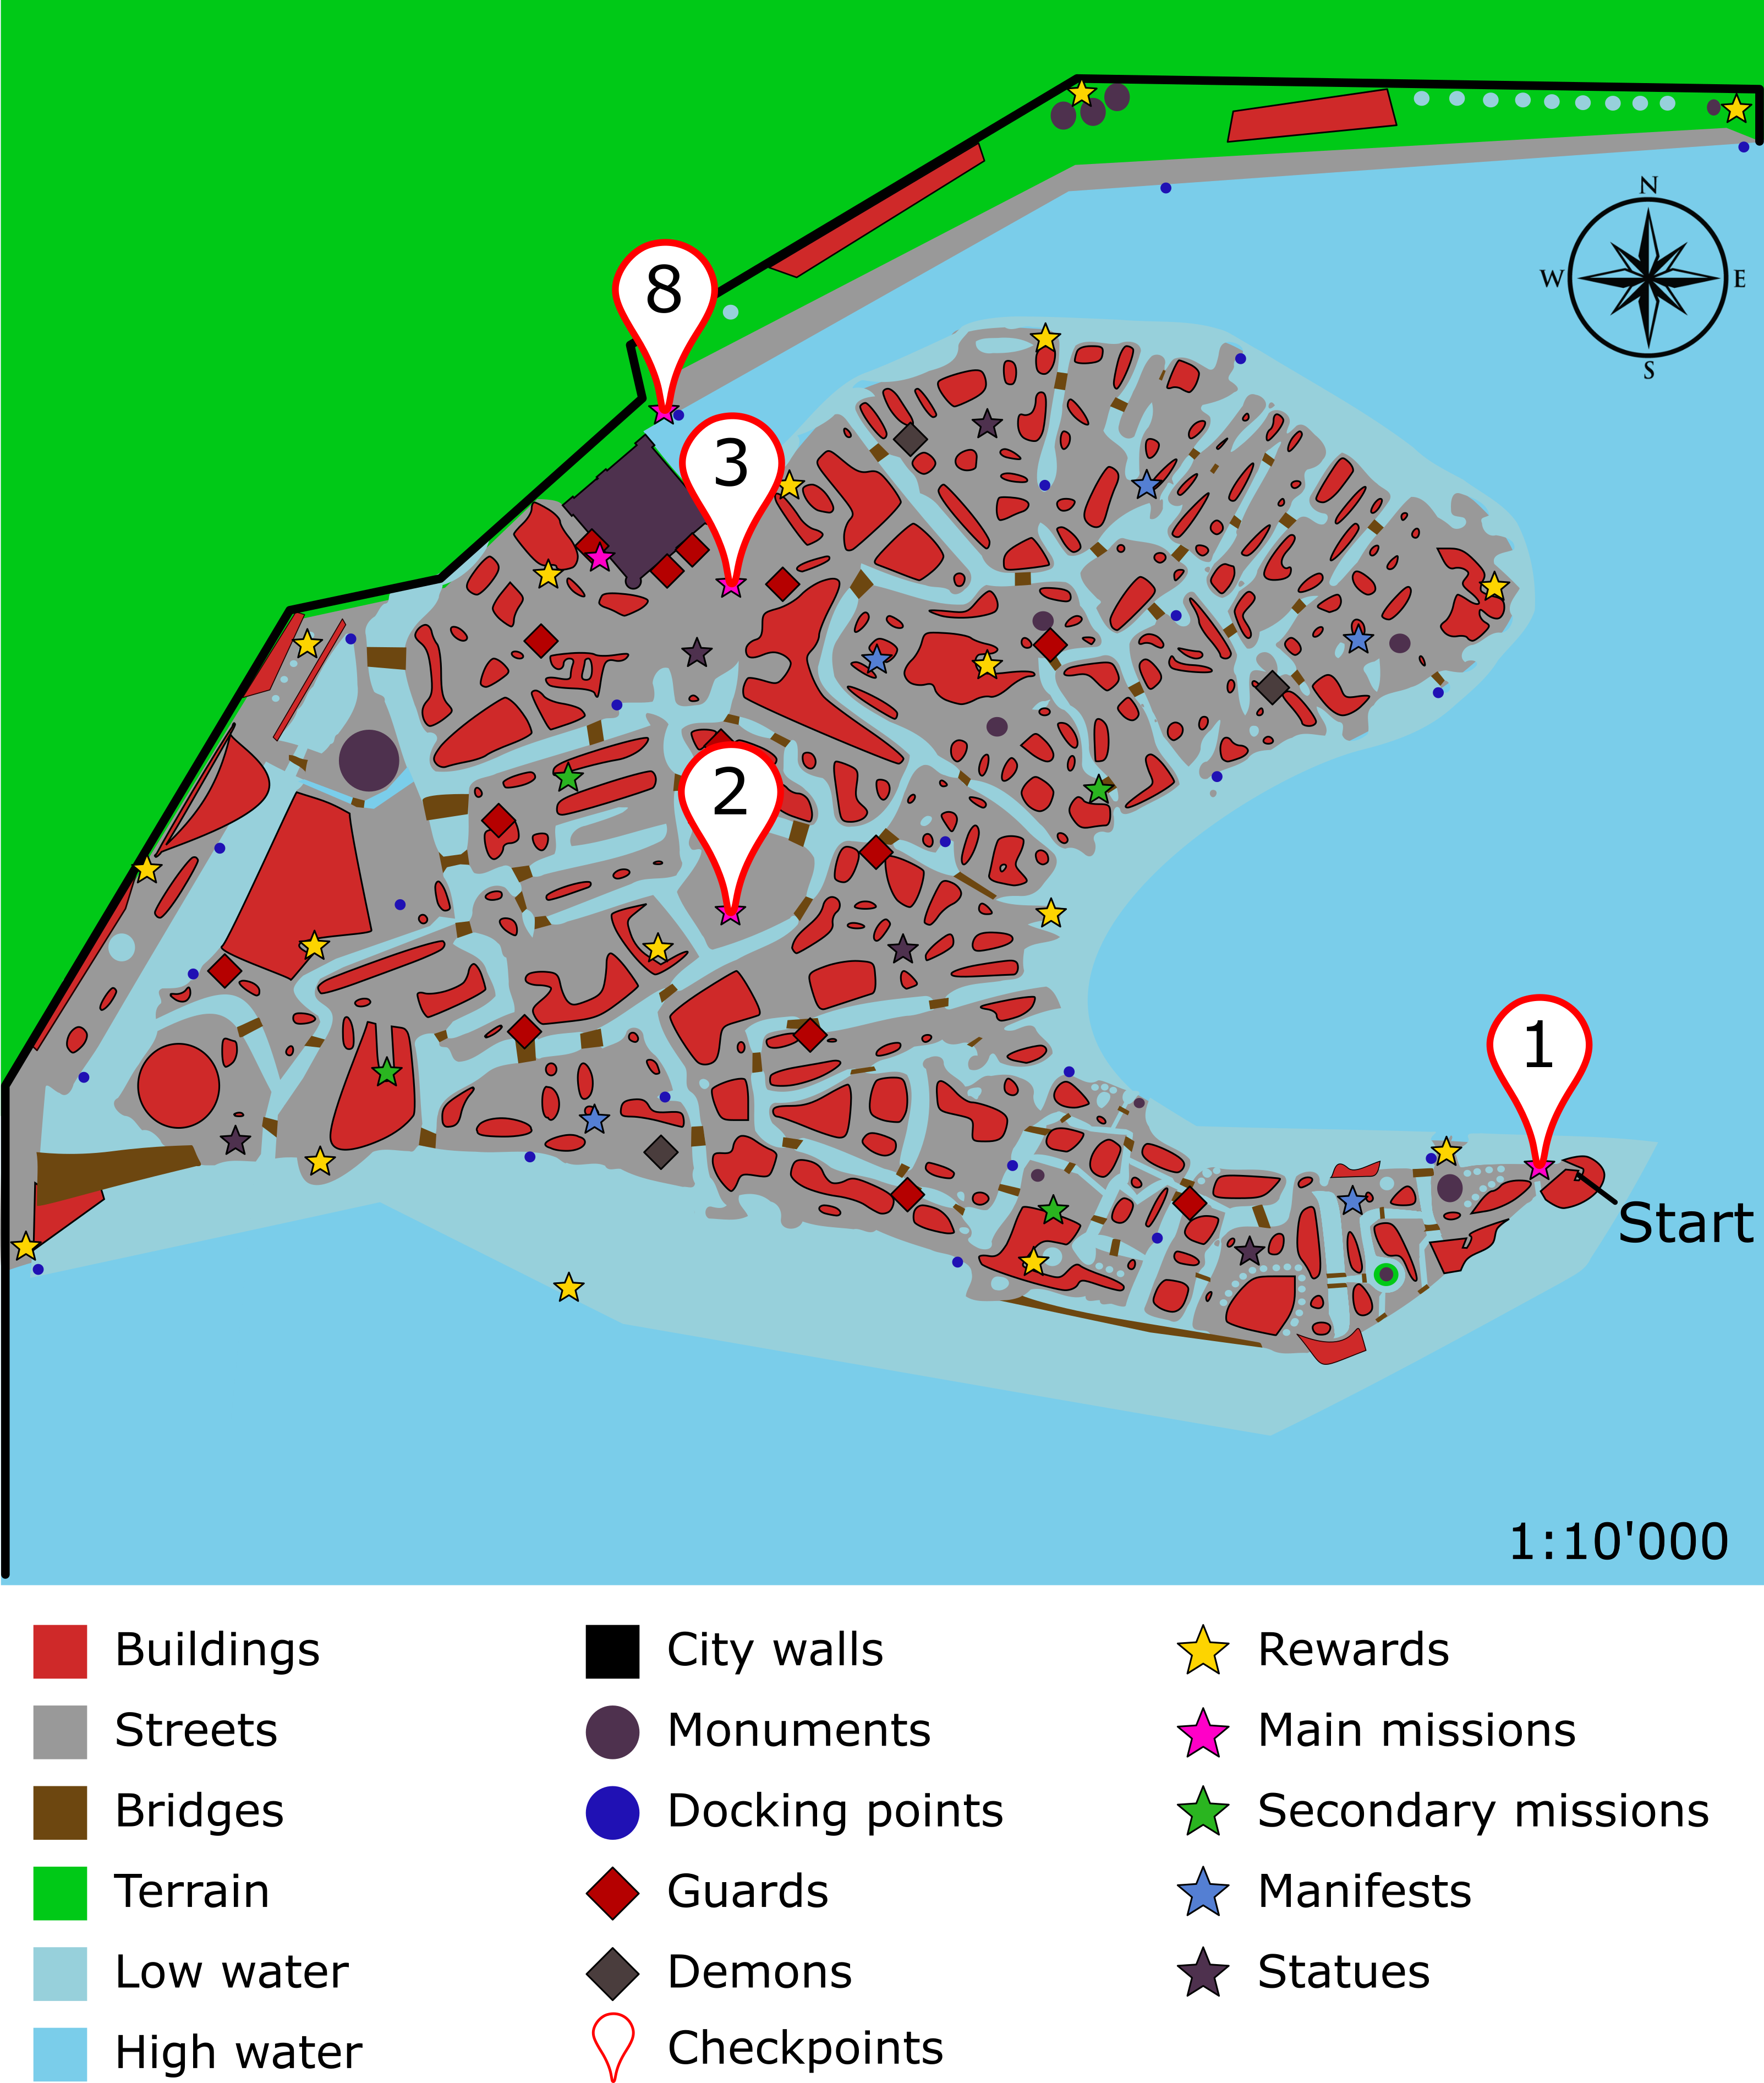 N
W E
S
8
3
2
1
Start
1:10'000
Buildings
City walls
Rewards
Streets
Monuments
Main missions
Bridges
Docking points
Secondary missions
Terrain
Guards
Manifests
Low water
Demons
Statues
High water
Checkpoints